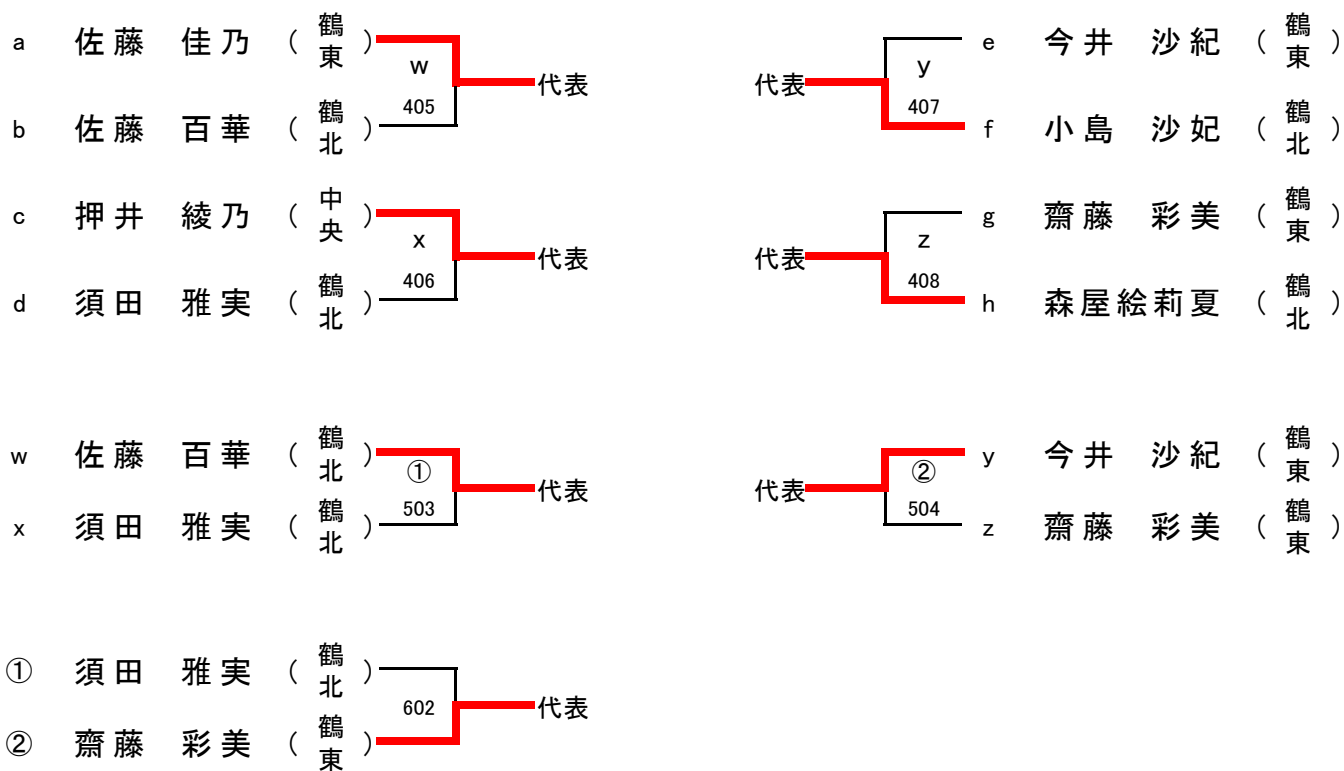 a 佐藤 佳乃 (鶴東)
w
405
代表
b 佐藤 百華 (鶴北)
c 押井 綾乃 (中央)
x
406
代表
d 須田 雅実 (鶴北)
e 今井 沙紀 (鶴東)
y
407
代表
f 小島 沙妃 (鶴北)
g 齋藤 彩美 (鶴東)
z
408
代表
h 森屋絵莉夏 (鶴北)
w 佐藤 百華 (鶴北)
①
503
代表
x 須田 雅実 (鶴北)
y 今井 沙紀 (鶴東)
②
504
代表
z 齋藤 彩美 (鶴東)
① 須田 雅実 (鶴北)
602
代表
② 齋藤 彩美 (鶴東)